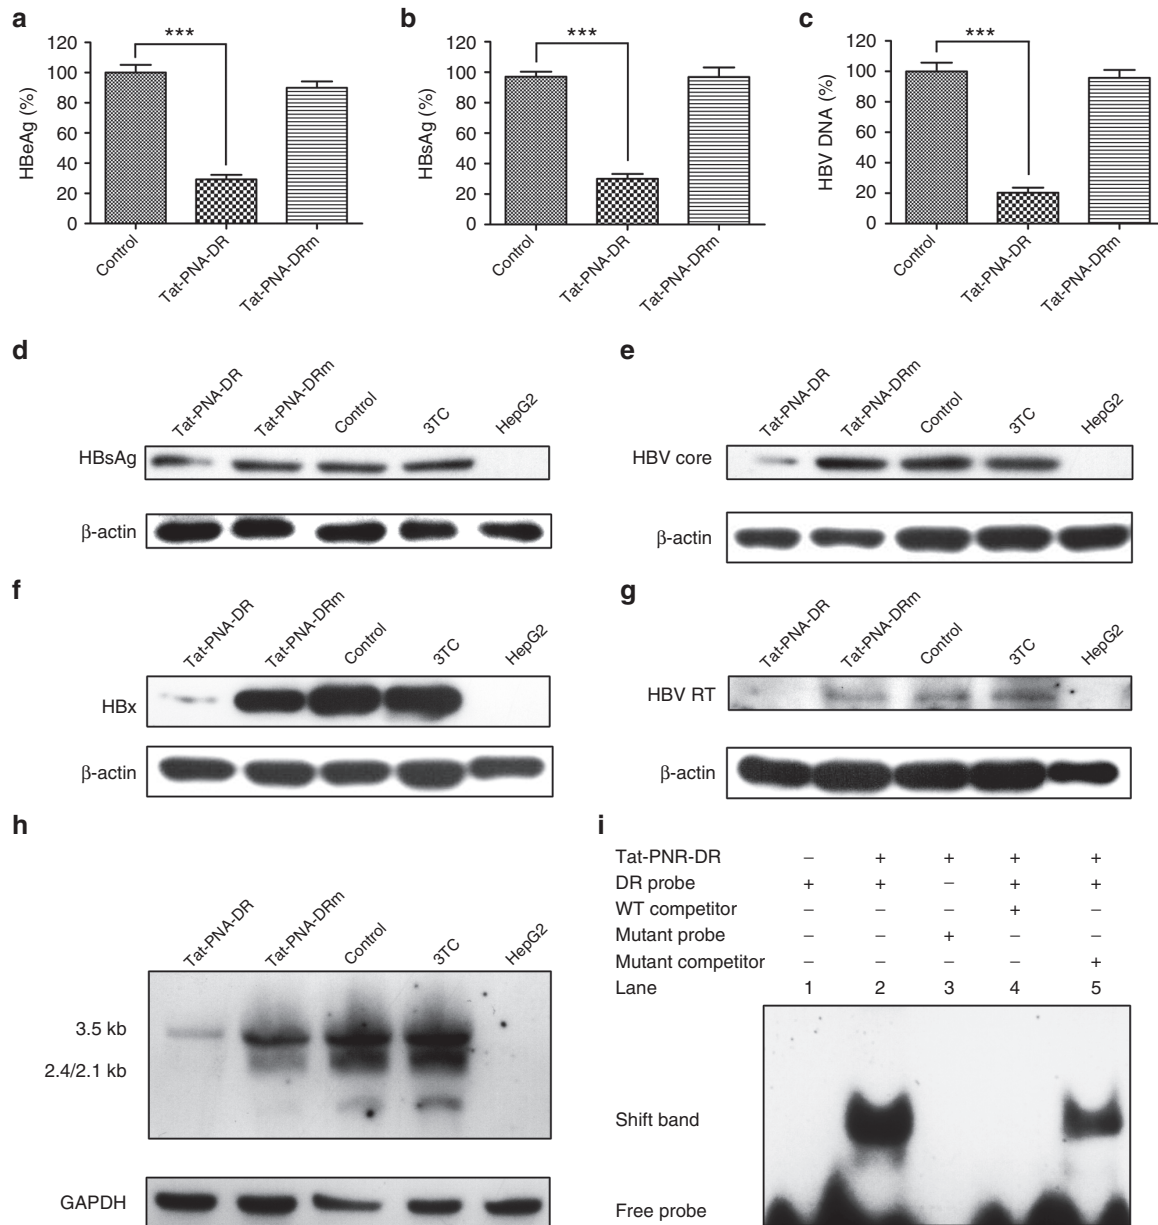 a
b
c
HBeAg (%)
120
100
80
60
40
20
0
***
Control
Tat-PNA-DR
Tat-PNA-DRm
HBsAg (%)
120
100
80
60
40
20
0
***
Control
Tat-PNA-DR
Tat-PNA-DRm
HBV DNA (%)
120
100
80
60
40
20
0
***
Control
Tat-PNA-DR
Tat-PNA-DRm
d
Tat-PNA-DR
Tat-PNA-DRm
Control
3TC
HepG2
HBsAg
β-actin
e
Tat-PNA-DR
Tat-PNA-DRm
Control
3TC
HepG2
HBV core
β-actin
f
Tat-PNA-DR
Tat-PNA-DRm
Control
3TC
HepG2
HBx
β-actin
g
Tat-PNA-DR
Tat-PNA-DRm
Control
3TC
HepG2
HBV RT
β-actin
h
Tat-PNA-DR
Tat-PNA-DRm
Control
3TC
HepG2
3.5 kb
2.4/2.1 kb
GAPDH
i
Tat-PNR-DR – + + + +
DR probe + + – + +
WT competitor – – – + –
Mutant probe – – + – –
Mutant competitor – – – – +
Lane 1 2 3 4 5
Shift band
Free probe